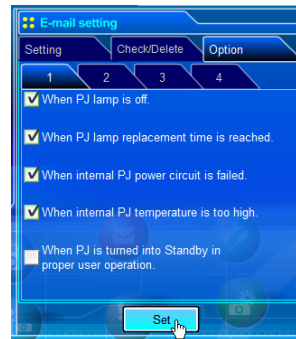 E-mail setting
Setting Check/Delete Option
1 2 3 4
When PJ lamp is off.
When PJ lamp replacement time is reached.
When internal PJ power circuit is failed.
When internal PJ temperature is too high.
When PJ is turned into Standby in
proper user operation.
Set